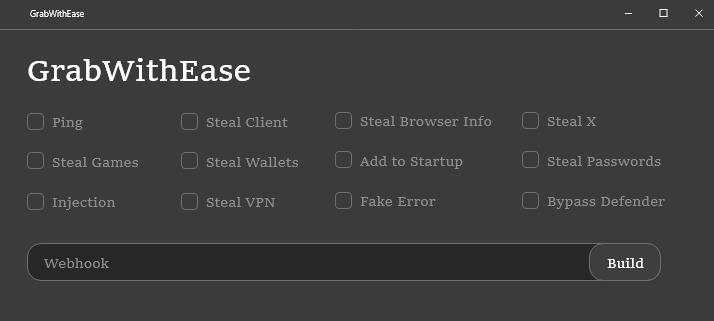 GrabWithEase
GrabWithEase
Ping Steal Client Steal Browser Info Steal X
Steal Games Steal Wallets Add to Startup Steal Passwords
Injection Steal VPN Fake Error Bypass Defender
Webhook Build